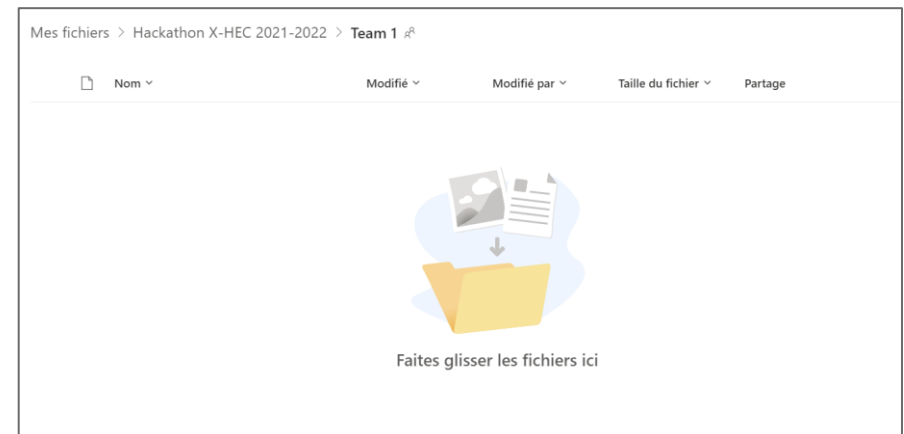 Mes fichiers > Hackathon X-HEC 2021-2022 > Team 1
Nom Modifié Modifié par Taille du fichier Partage
Faites glisser les fichiers ici